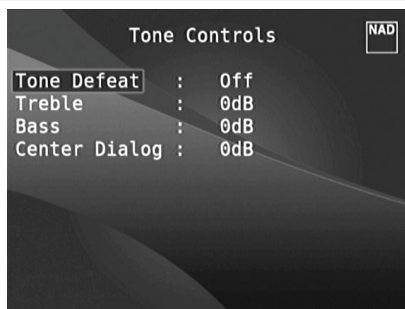 Tone Controls
NAD
Tone Defeat : Off
Treble : 0dB
Bass : 0dB
Center Dialog : 0dB